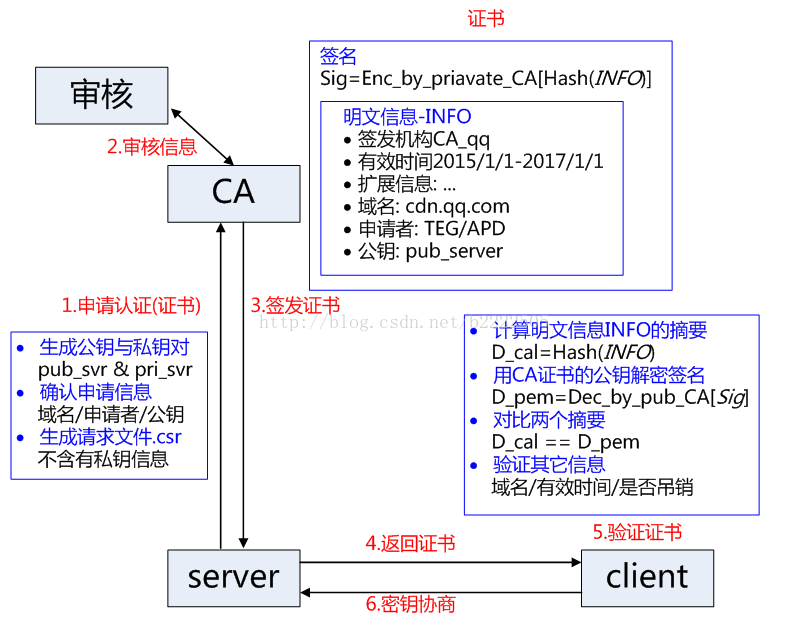 证书
签名
Sig=Enc_by_priavate_CA[Hash(INFO)]
明文信息-INFO
• 签发机构CA_qq
• 有效时间2015/1/1-2017/1/1
• 扩展信息: ...
• 域名: cdn.qq.com
• 申请者: TEG/APD
• 公钥: pub_server
审核
2.审核信息
CA
1.申请认证(证书)
3.签发证书
http://blog.csdn.net/
• 生成公钥与私钥对
pub_svr & pri_svr
• 确认申请信息
域名/申请者/公钥
• 生成请求文件.csr
不含有私钥信息
• 计算明文信息INFO的摘要
D_cal=Hash(INFO)
• 用CA证书的公钥解密签名
D_pem=Dec_by_pub_CA[Sig]
• 对比两个摘要
D_cal == D_pem
• 验证其它信息
域名/有效时间/是否吊销
5.验证证书
4.返回证书
server
client
6.密钥协商